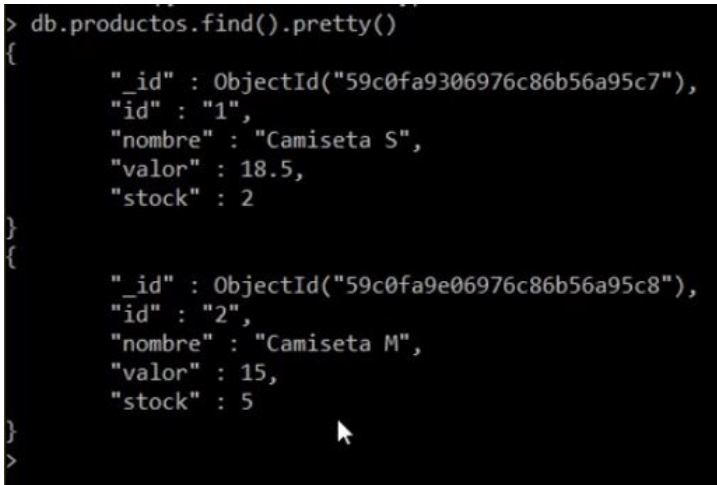 > db.productos.find().pretty()
{
"_id" : ObjectId("59c0fa9306976c86b56a95c7"),
"id" : "1",
"nombre" : "Camiseta S",
"valor" : 18.5,
"stock" : 2
}
{
"_id" : ObjectId("59c0fa9e06976c86b56a95c8"),
"id" : "2",
"nombre" : "Camiseta M",
"valor" : 15,
"stock" : 5
}
>